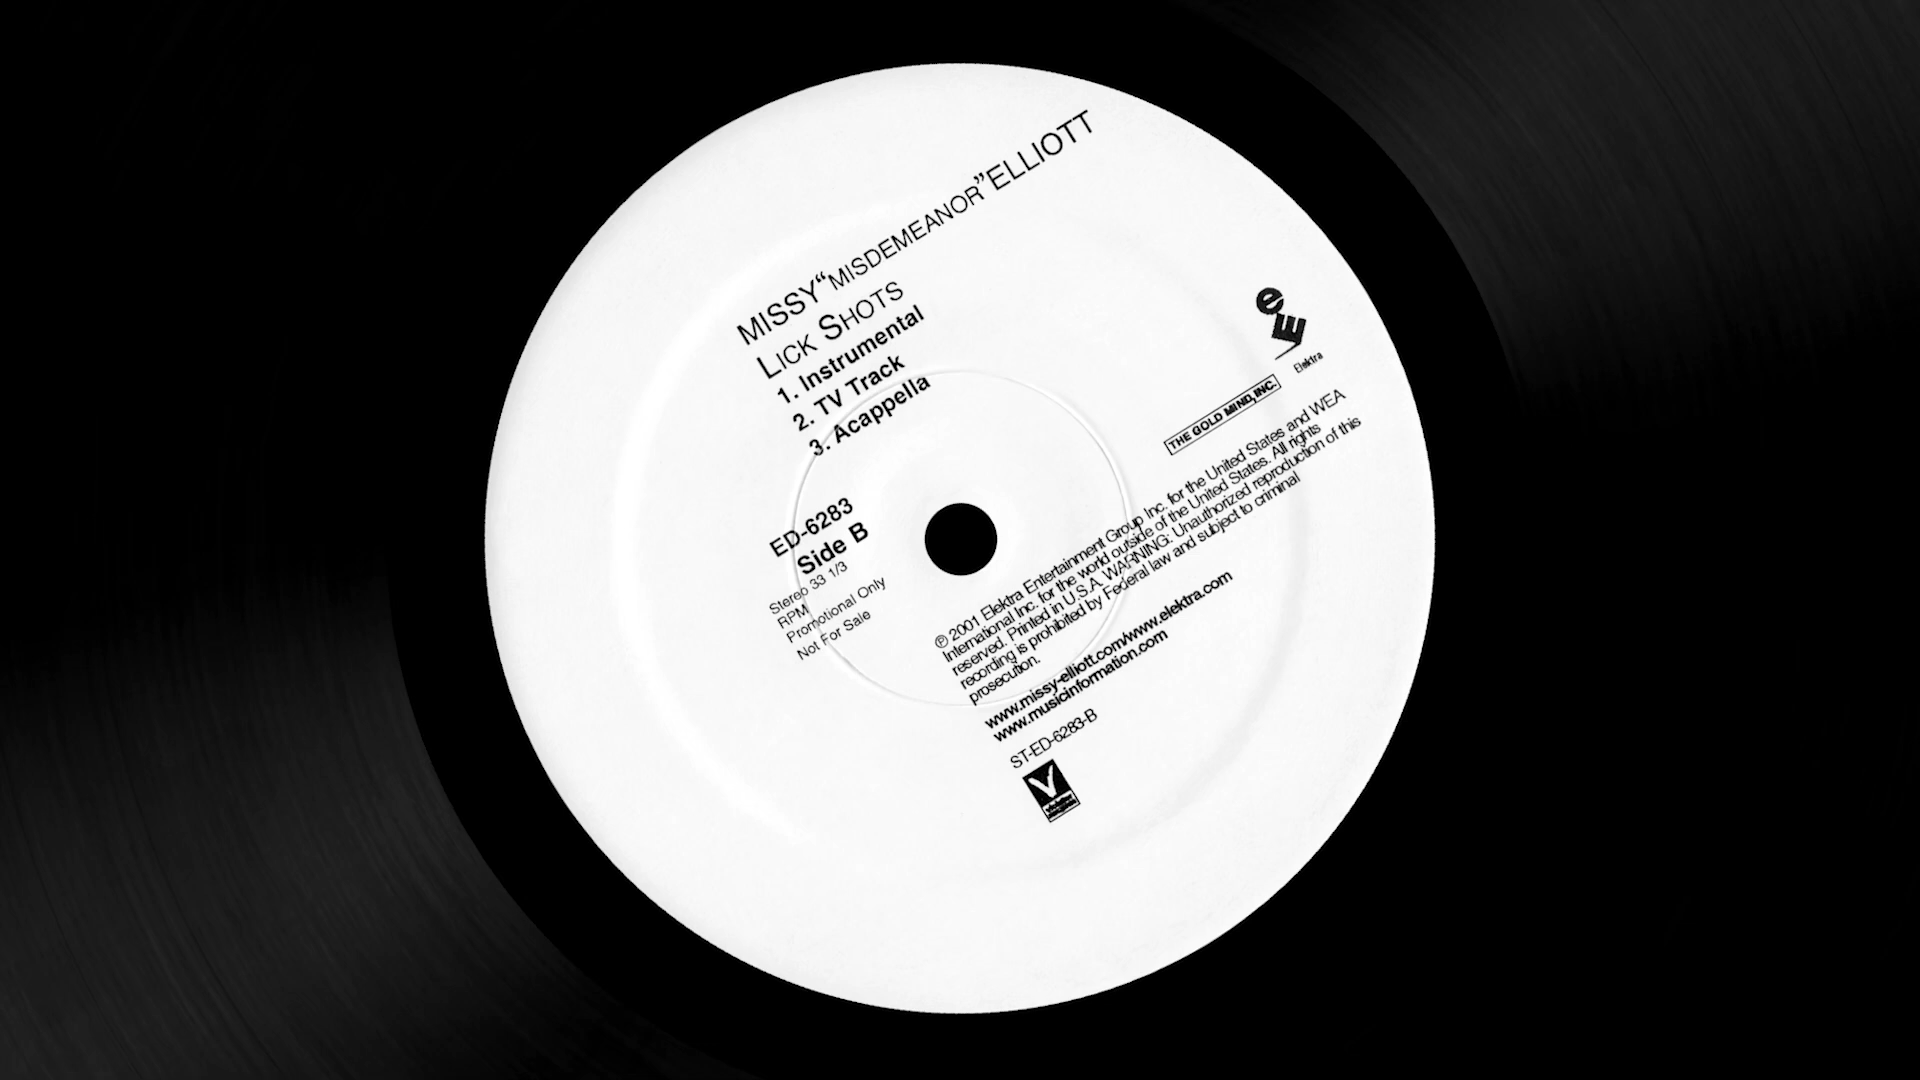 MISSY“MISDEMEANOR”ELLIOTT
LICK SHOTS
1. Instrumental
2. TV Track
3. Acappella
e
E
Elektra
THE GOLD MIND, INC.
ED-6283
Side B
Stereo 33 1/3
RPM
Promotional Only
Not For Sale
℗ 2001 Elektra Entertainment Group Inc. for the United States and WEA
International Inc. for the world outside of the United States. All rights
reserved. Printed in U.S.A. WARNING: Unauthorized reproduction of this
recording is prohibited by Federal law and subject to criminal
prosecution.
www.missy-elliott.com/www.elektra.com
www.musicinformation.com
ST-ED-6283-B
V